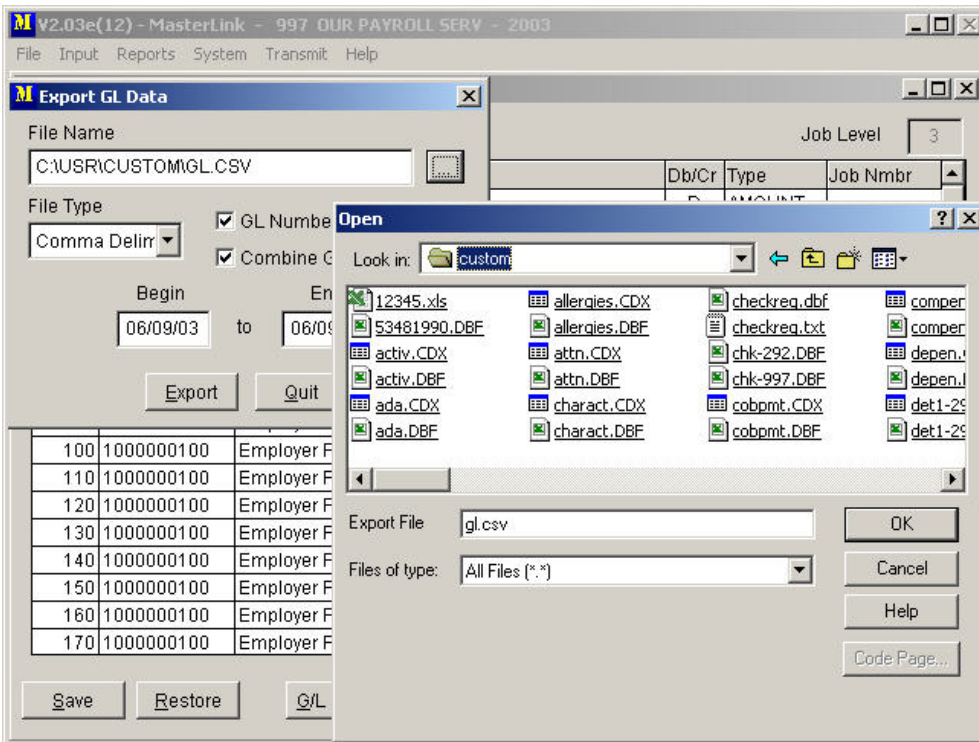 V2.03e(12) - MasterLink - 997 OUR PAYROLL SERV - 2003
File Input Reports System Transmit Help
Export GL Data
File Name
C:\USR\CUSTOM\GL.CSV
...
File Type
Comma Delim
GL Numbe
Combine G
Begin
En
06/09/03 to 06/09
Export Quit
Job Level 3
Db/Cr Type Job Nmbr
D AMOUNT
Open
Look in: custom
12345.xls allergies.CDX checkreq.dbf compen
53481990.DBF allergies.DBF checkreq.txt compen
activ.CDX attn.CDX chk-292.DBF depen.
activ.DBF attn.DBF chk-997.DBF depen.
ada.CDX charact.CDX cobpmt.CDX det1-29
ada.DBF charact.DBF cobpmt.DBF det1-29
Export File gl.csv OK
Files of type: All Files (*.*) Cancel
Help
Code Page...
100 1000000100 Employer F
110 1000000100 Employer F
120 1000000100 Employer F
130 1000000100 Employer F
140 1000000100 Employer F
150 1000000100 Employer F
160 1000000100 Employer F
170 1000000100 Employer F
Save Restore G/L